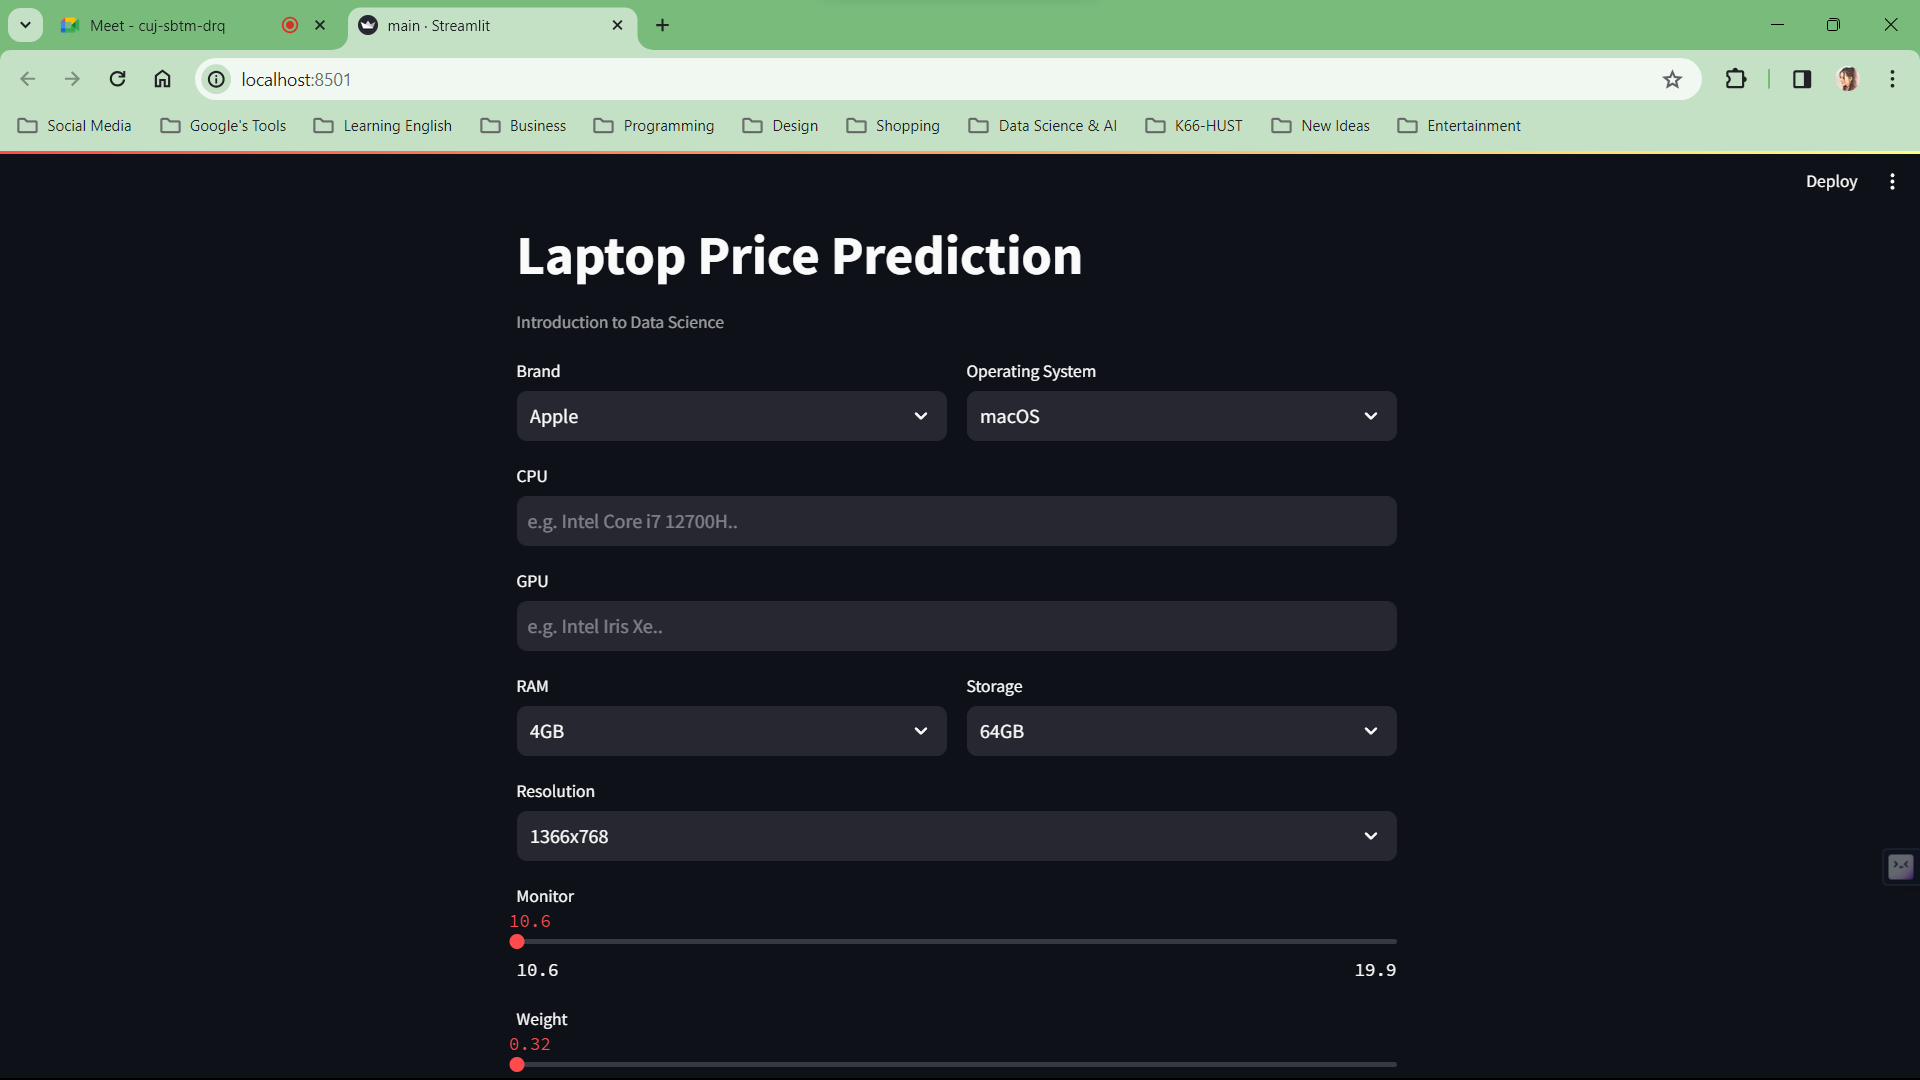 Meet - cuj-sbtm-drq
main · Streamlit
localhost:8501
Social Media
Google's Tools
Learning English
Business
Programming
Design
Shopping
Data Science & AI
K66-HUST
New Ideas
Entertainment
Deploy
Laptop Price Prediction
Introduction to Data Science
Brand
Operating System
Apple
macOS
CPU
e.g. Intel Core i7 12700H..
GPU
e.g. Intel Iris Xe..
RAM
Storage
4GB
64GB
Resolution
1366x768
Monitor
10.6
10.6
19.9
Weight
0.32